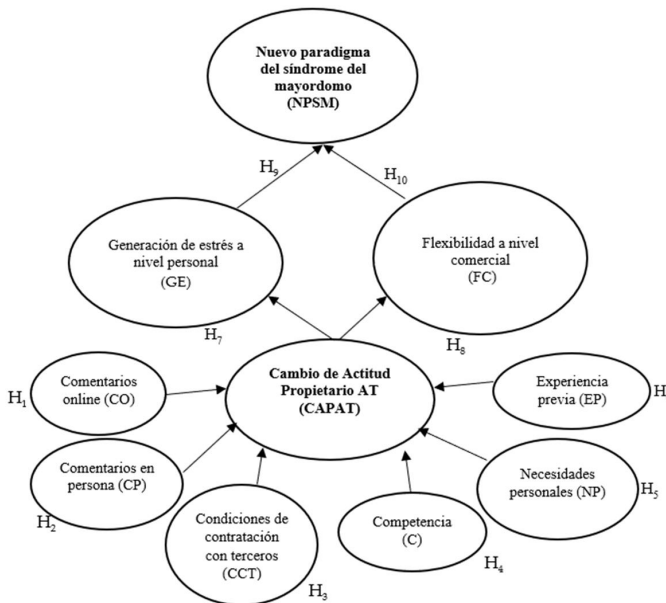 Nuevo paradigma
del síndrome del
mayordomo
(NPSM)
H₉
H₁₀
Generación de estrés a
nivel personal
(GE)
Flexibilidad a nivel
comercial
(FC)
H₇
H₈
Cambio de Actitud
Propietario AT
(CAPAT)
H₁
Comentarios
online (CO)
Experiencia
previa (EP)
H
Comentarios en
persona (CP)
H₂
Necesidades
personales (NP)
H₅
Condiciones de
contratación
con terceros
(CCT)
H₃
Competencia
(C)
H₄